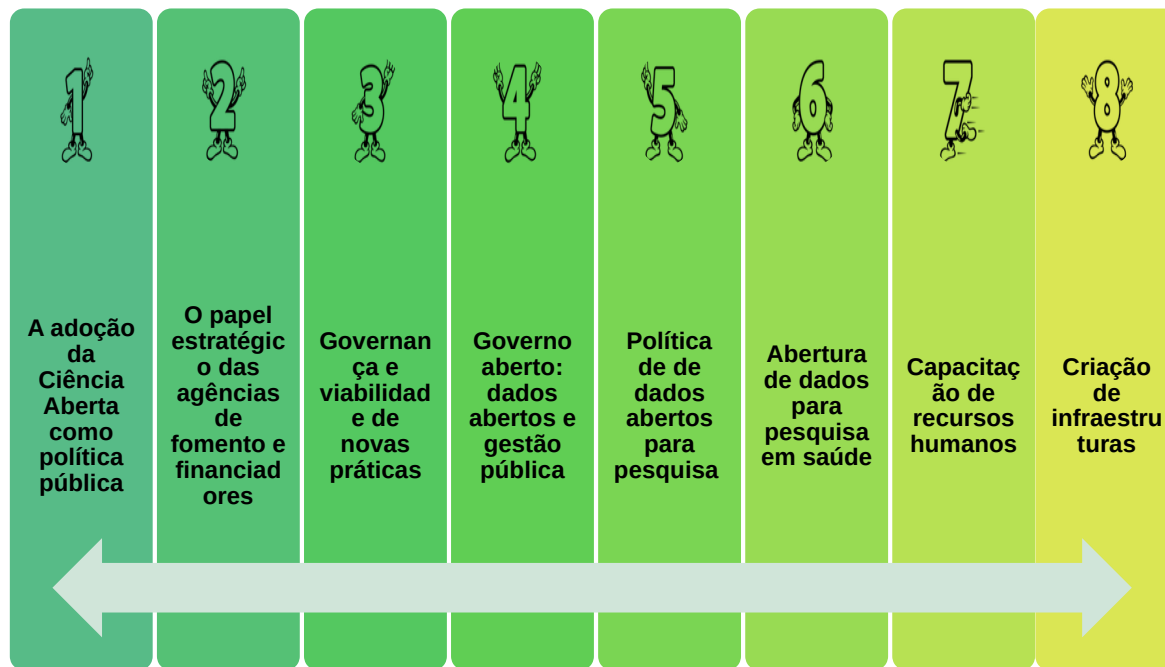 1
A adoção
da
Ciência
Aberta
como
política
pública
2
O papel
estratégic
o das
agências
de
fomento e
financiad
ores
3
Governan
ça e
viabilidad
e de
novas
práticas
4
Governo
aberto:
dados
abertos e
gestão
pública
5
Política
de de
dados
abertos
para
pesquisa
6
Abertura
de dados
para
pesquisa
em saúde
7
Capacitaç
ão de
recursos
humanos
8
Criação
de
infraestru
turas